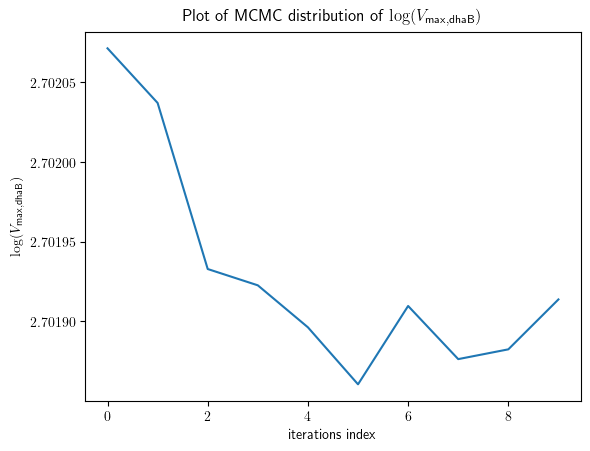 Plot of MCMC distribution of log(V_max,dhaB)
2.70205
2.70200
2.70195
2.70190
log(V_max,dhaB)
0 2 4 6 8
iterations index